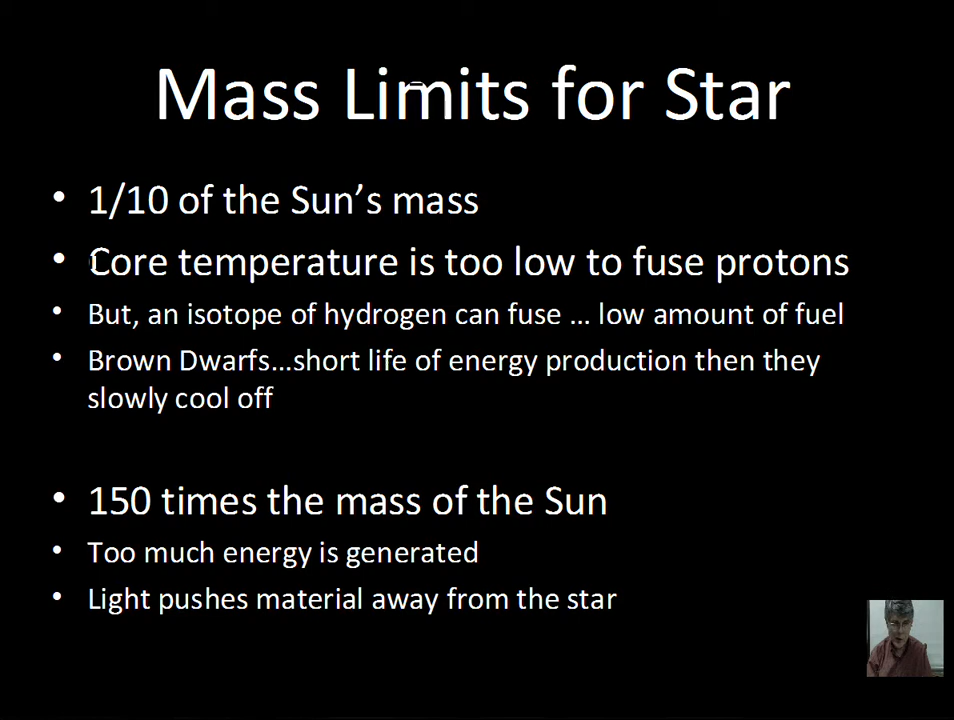 Mass Limits for Star
• 1/10 of the Sun’s mass
• Core temperature is too low to fuse protons
• But, an isotope of hydrogen can fuse … low amount of fuel
• Brown Dwarfs…short life of energy production then they
slowly cool off
• 150 times the mass of the Sun
• Too much energy is generated
• Light pushes material away from the star